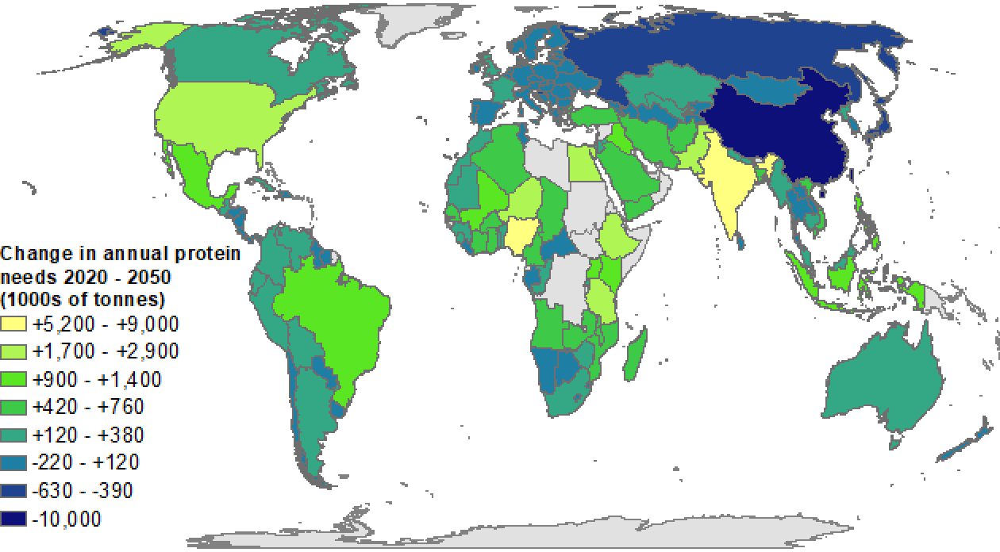 Change in annual protein
needs 2020 - 2050
(1000s of tonnes)
+5,200 - +9,000
+1,700 - +2,900
+900 - +1,400
+420 - +760
+120 - +380
-220 - +120
-630 - -390
-10,000